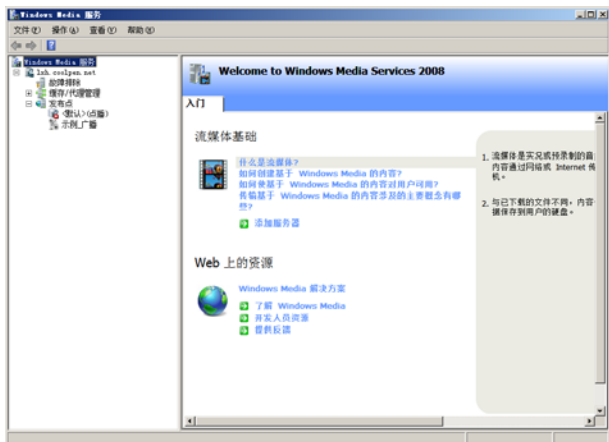 Windows Media 服务
文件(F) 操作(A) 查看(V) 帮助(H)
Windows Media 服务
lxh.coolpen.net
故障排除
缓存/代理管理
发布点
<默认>(点播)
示例_广播
Welcome to Windows Media Services 2008
入门
流媒体基础
什么是流媒体?
如何创建基于 Windows Media 的内容?
如何使基于 Windows Media 的内容对用户可用?
传输基于 Windows Media 的内容涉及的主要概念有哪
些?
添加服务器
Web 上的资源
Windows Media 解决方案
了解 Windows Media
开发人员资源
提供反馈
1. 流媒体是实况或预录制的音
内容通过网络或 Internet 传
机。
2. 与已下载的文件不同，内容
据保存到用户的硬盘。